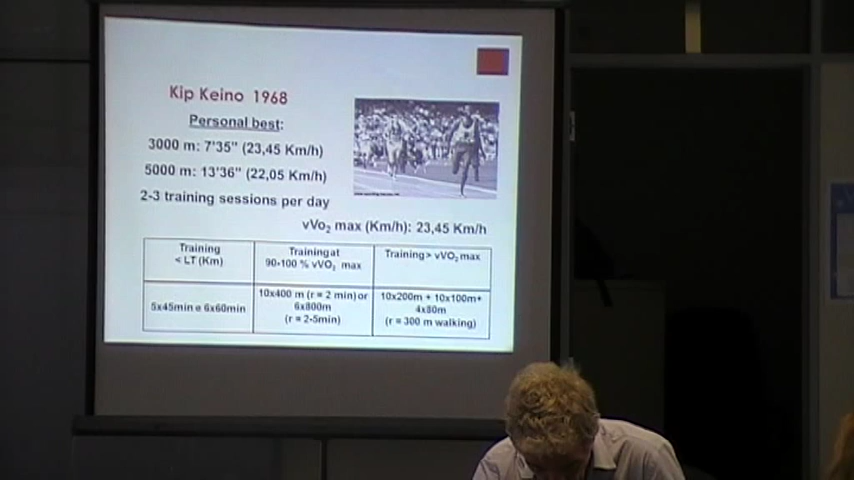 Kip Keino 1968
Personal best:
3000 m: 7'35" (23,45 Km/h)
5000 m: 13'36" (22,05 Km/h)
2-3 training sessions per day
vVo₂ max (Km/h): 23,45 Km/h
Training
< LT (Km)
Training at
90-100 % vVO₂ max
Training > vVO₂ max
5x45min e 6x60min
10x400 m (r = 2 min) or
6x800m
(r = 2-5min)
10x200m + 10x100m+
4x80m
(r = 300 m walking)